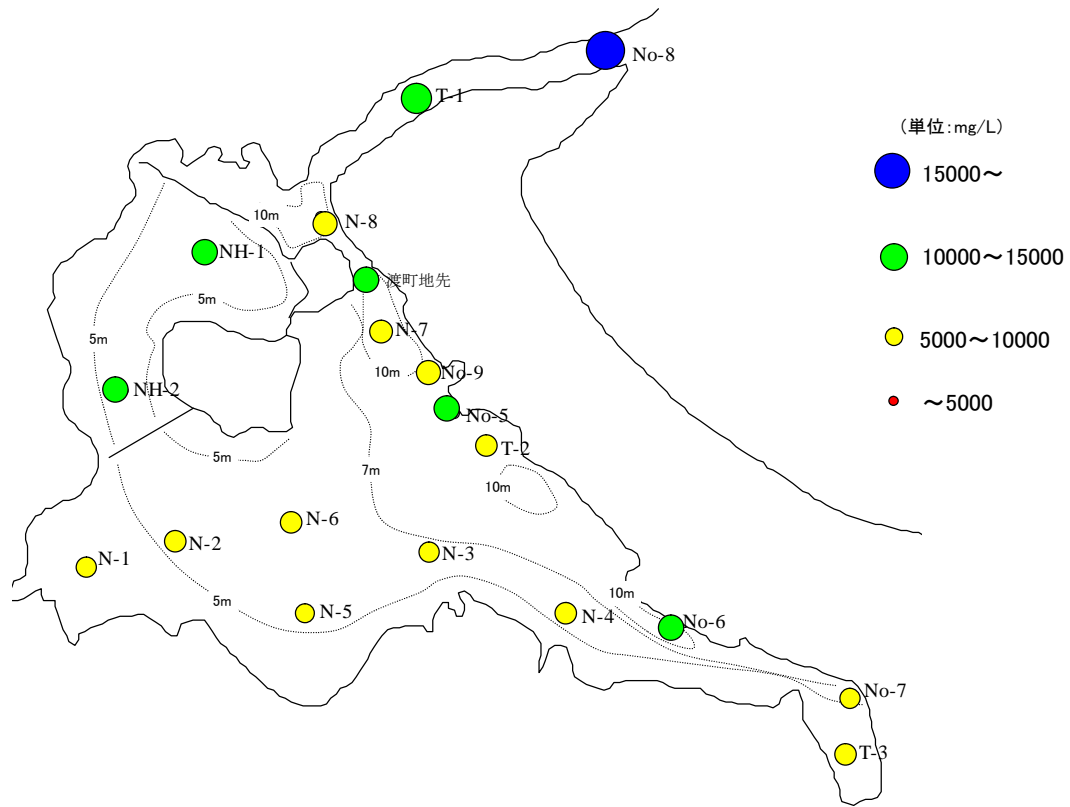 No-8
T-1
(単位:mg/L)
15000～
10m
N-8
NH-1
10000～15000
渡町地先
5m
N-7
5m
5000～10000
10m
No-9
NH-2
～5000
No-5
T-2
5m
7m
10m
N-6
N-2
N-3
N-1
10m
5m
N-5
N-4
No-6
No-7
T-3